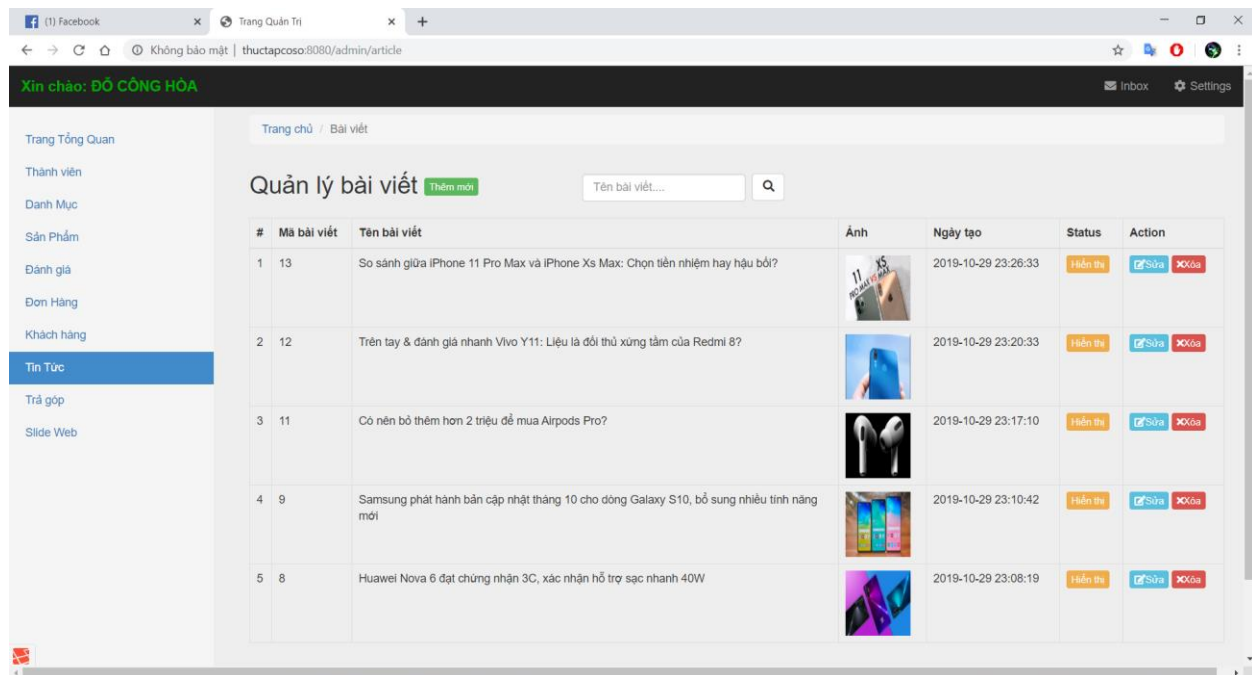 (1) Facebook
Trang Quản Trị
Không bảo mật | thuctapcoso:8080/admin/article
Xin chào: ĐỖ CÔNG HÒA
Inbox
Settings
Trang Tổng Quan
Thành viên
Danh Mục
Sản Phẩm
Đánh giá
Đơn Hàng
Khách hàng
Tin Tức
Trả góp
Slide Web
Trang chủ / Bài viết
Quản lý bài viết Thêm mới
Tên bài viết....
# Mã bài viết Tên bài viết Ảnh Ngày tạo Status Action
1 13 So sánh giữa iPhone 11 Pro Max và iPhone Xs Max: Chọn tiền nhiệm hay hậu bối? 2019-10-29 23:26:33 Hiển thị Sửa Xóa
11 XS
PRO MAX VS MAX
2 12 Trên tay & đánh giá nhanh Vivo Y11: Liệu là đối thủ xứng tầm của Redmi 8? 2019-10-29 23:20:33 Hiển thị Sửa Xóa
3 11 Có nên bỏ thêm hơn 2 triệu để mua Airpods Pro? 2019-10-29 23:17:10 Hiển thị Sửa Xóa
4 9 Samsung phát hành bản cập nhật tháng 10 cho dòng Galaxy S10, bổ sung nhiều tính năng 2019-10-29 23:10:42 Hiển thị Sửa Xóa
mới
5 8 Huawei Nova 6 đạt chứng nhận 3C, xác nhận hỗ trợ sạc nhanh 40W 2019-10-29 23:08:19 Hiển thị Sửa Xóa